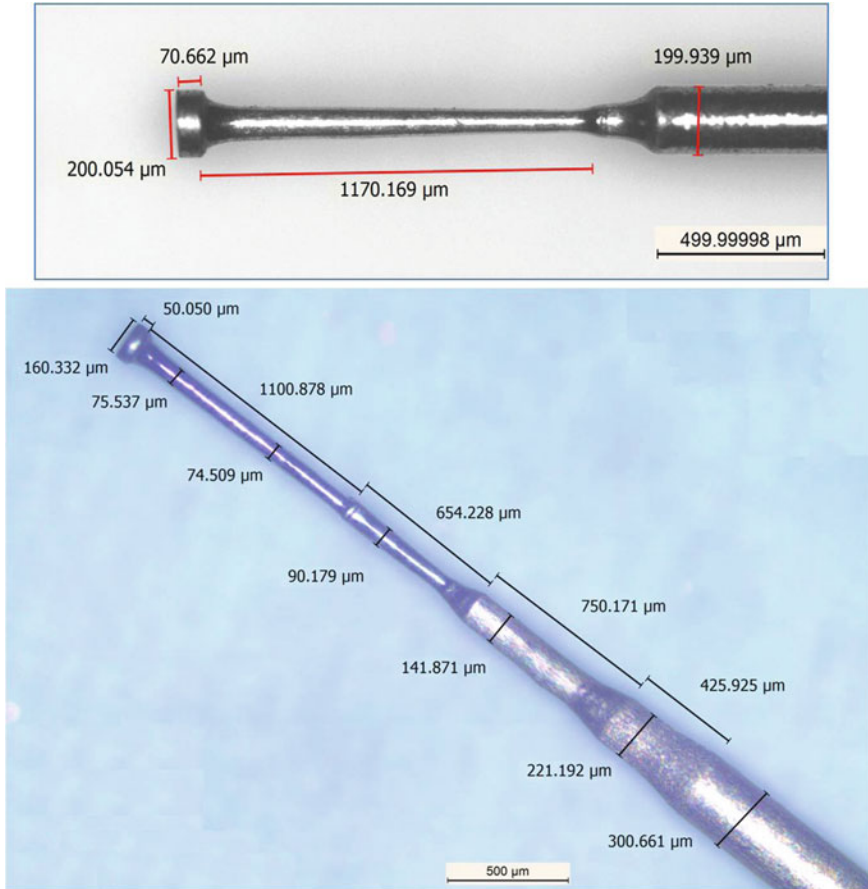 70.662 µm
199.939 µm
200.054 µm
1170.169 µm
499.99998 µm
50.050 µm
160.332 µm
1100.878 µm
75.537 µm
74.509 µm
654.228 µm
90.179 µm
750.171 µm
141.871 µm
425.925 µm
221.192 µm
300.661 µm
500 µm